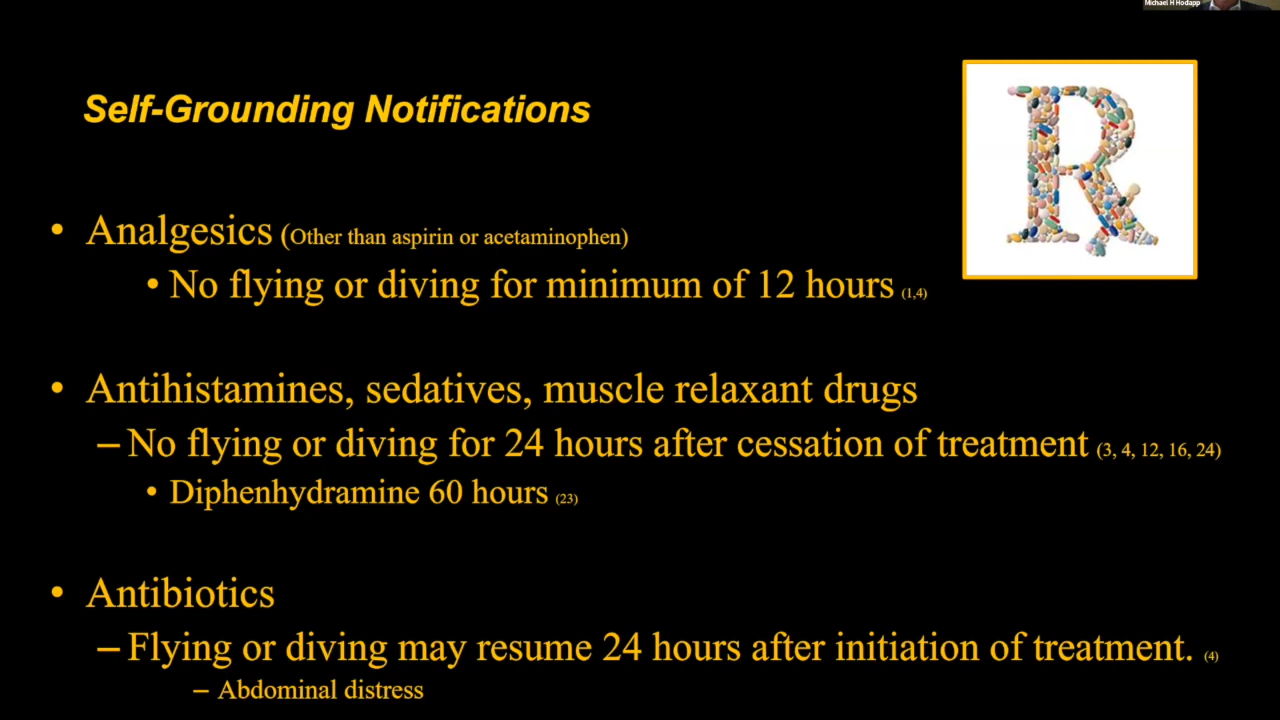 Michael H Hodapp
Self-Grounding Notifications
• Analgesics (Other than aspirin or acetaminophen)
• No flying or diving for minimum of 12 hours (1,4)
• Antihistamines, sedatives, muscle relaxant drugs
– No flying or diving for 24 hours after cessation of treatment (3, 4, 12, 16, 24)
• Diphenhydramine 60 hours (23)
• Antibiotics
– Flying or diving may resume 24 hours after initiation of treatment. (4)
– Abdominal distress